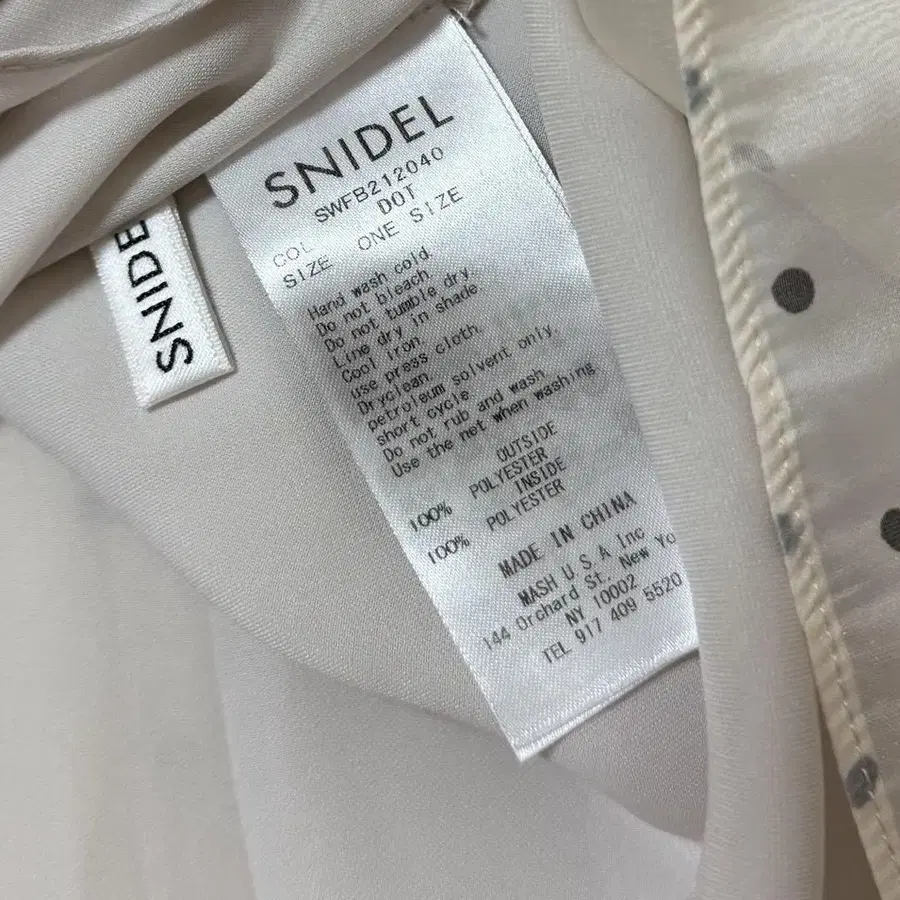 SNIDEL
SWFB212040
COL DOT
SIZE ONE SIZE
Hand wash cold.
Do not bleach.
Do not tumble dry.
Line dry in shade.
Cool iron.
use press cloth.
Dryclean.
petroleum solvent only.
short cycle
Do not rub and wash
Use the net when washing.
OUTSIDE
100% POLYESTER
INSIDE
100% POLYESTER
MADE IN CHINA
MASH U S A Inc
144 Orchard St. New Yo
NY 10002
TEL 917 409 5520
SNIDE